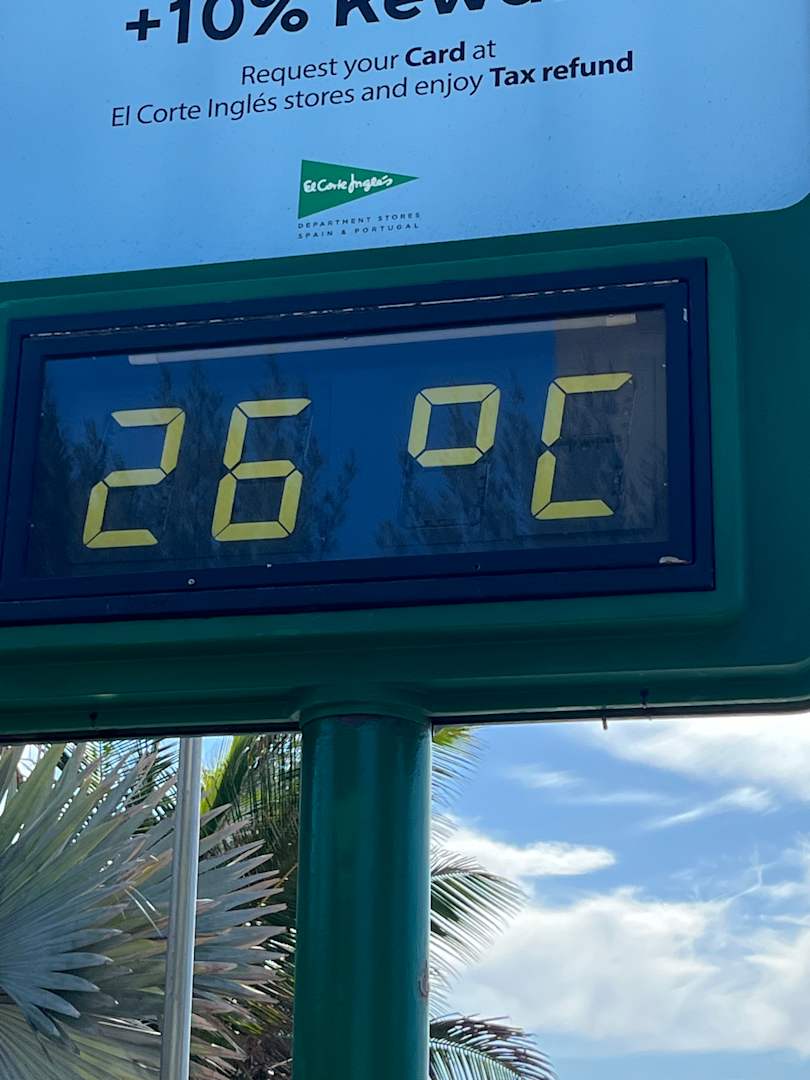 +10%
Request your Card at
El Corte Inglés stores and enjoy Tax refund
El Corte Inglés
DEPARTMENT STORES
SPAIN & PORTUGAL
26 °C